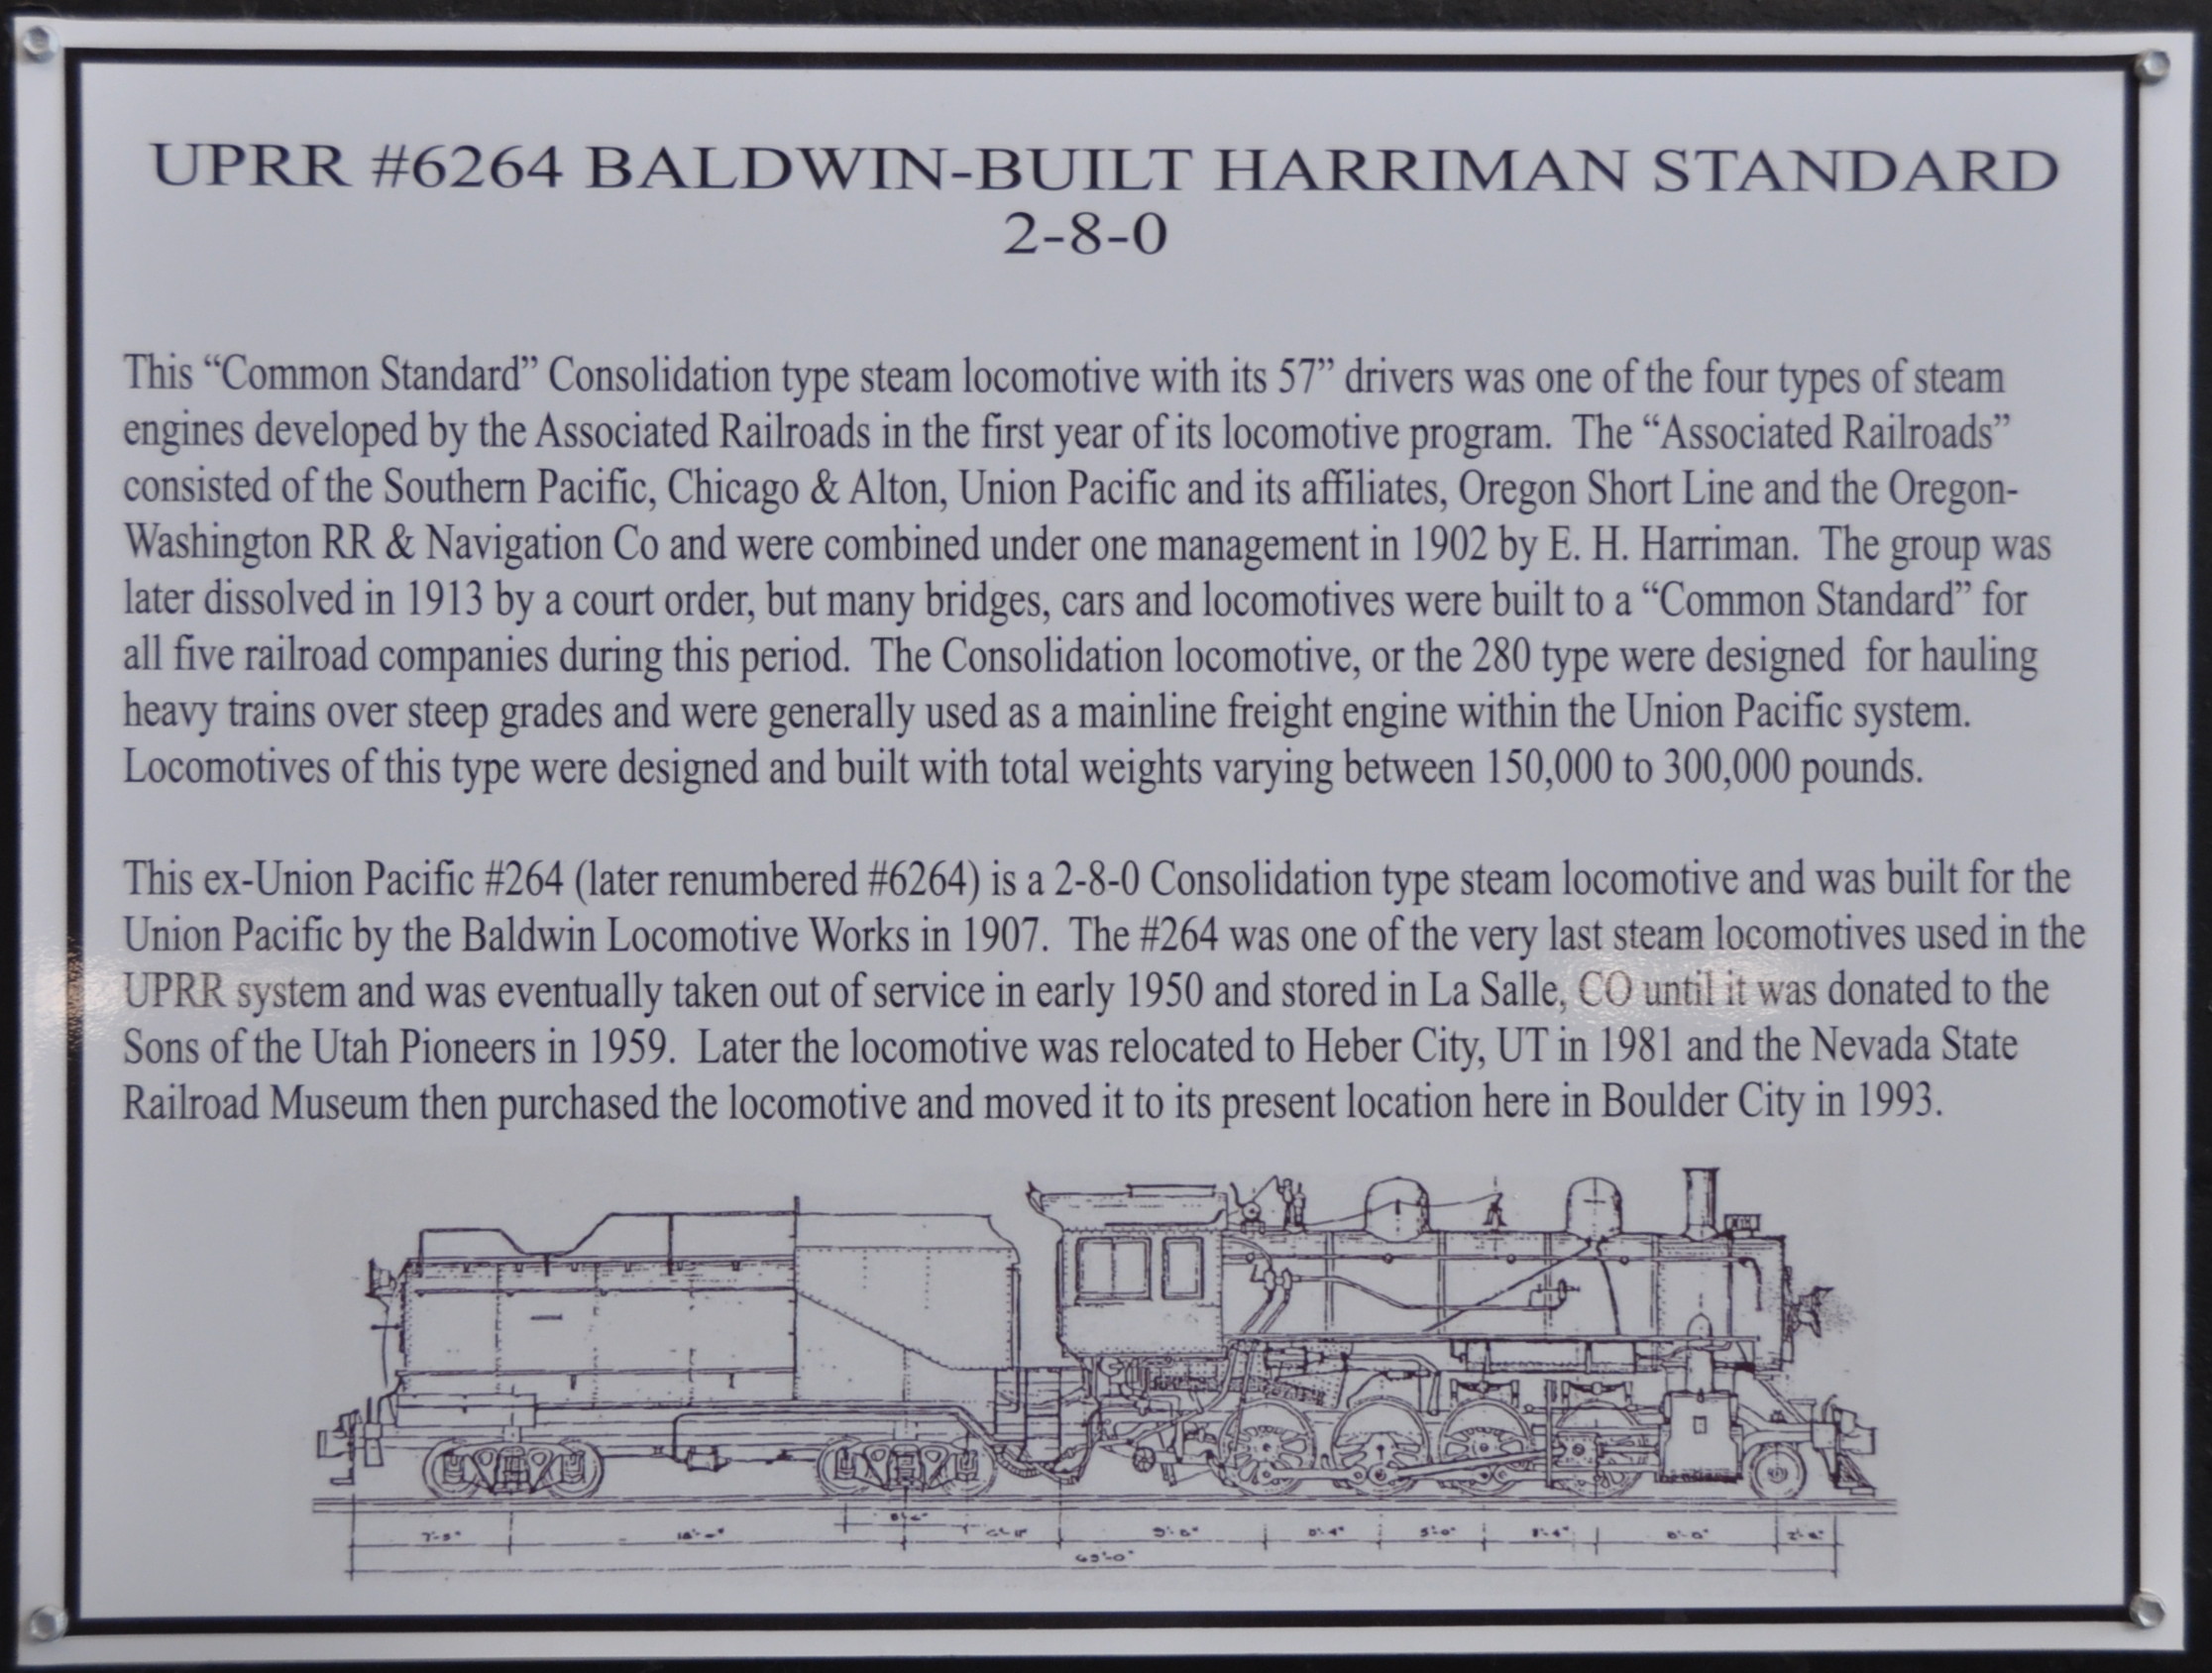 UPRR #6264 BALDWIN-BUILT HARRIMAN STANDARD
2-8-0
This “Common Standard” Consolidation type steam locomotive with its 57” drivers was one of the four types of steam
engines developed by the Associated Railroads in the first year of its locomotive program.  The “Associated Railroads”
consisted of the Southern Pacific, Chicago & Alton, Union Pacific and its affiliates, Oregon Short Line and the Oregon-
Washington RR & Navigation Co and were combined under one management in 1902 by E. H. Harriman.  The group was
later dissolved in 1913 by a court order, but many bridges, cars and locomotives were built to a “Common Standard” for
all five railroad companies during this period.  The Consolidation locomotive, or the 280 type were designed  for hauling
heavy trains over steep grades and were generally used as a mainline freight engine within the Union Pacific system.
Locomotives of this type were designed and built with total weights varying between 150,000 to 300,000 pounds.
This ex-Union Pacific #264 (later renumbered #6264) is a 2-8-0 Consolidation type steam locomotive and was built for the
Union Pacific by the Baldwin Locomotive Works in 1907.  The #264 was one of the very last steam locomotives used in the
UPRR system and was eventually taken out of service in early 1950 and stored in La Salle, CO until it was donated to the
Sons of the Utah Pioneers in 1959.  Later the locomotive was relocated to Heber City, UT in 1981 and the Nevada State
Railroad Museum then purchased the locomotive and moved it to its present location here in Boulder City in 1993.